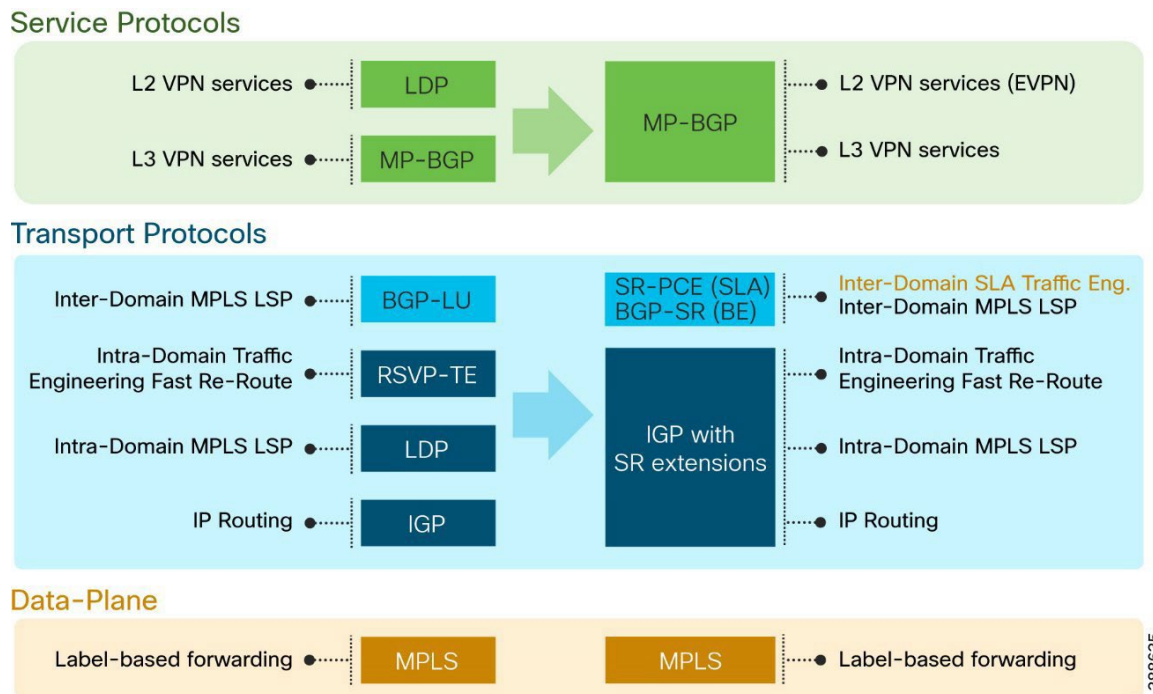 Service Protocols
L2 VPN services
LDP
L3 VPN services
MP-BGP
MP-BGP
L2 VPN services (EVPN)
L3 VPN services
Transport Protocols
Inter-Domain MPLS LSP
BGP-LU
SR-PCE (SLA)
BGP-SR (BE)
Inter-Domain SLA Traffic Eng.
Inter-Domain MPLS LSP
Intra-Domain Traffic
Engineering Fast Re-Route
RSVP-TE
Intra-Domain MPLS LSP
LDP
IP Routing
IGP
IGP with
SR extensions
Intra-Domain Traffic
Engineering Fast Re-Route
Intra-Domain MPLS LSP
IP Routing
Data-Plane
Label-based forwarding
MPLS
MPLS
Label-based forwarding